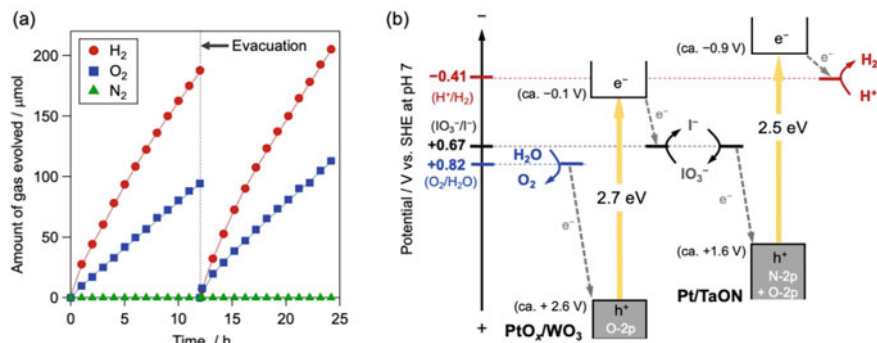 (a)
Evacuation
H₂
O₂
N₂
Amount of gas evolved / μmol
200
150
100
50
0
0
5
10
15
20
25
Time / h
(b)
Potential / V vs. SHE at pH 7
−
+
−0.41
(H⁺/H₂)
(IO₃⁻/I⁻)
+0.67
+0.82
(O₂/H₂O)
H₂O
O₂
e⁻
(ca. −0.1 V)
e⁻
2.7 eV
(ca. + 2.6 V)
h⁺
O-2p
PtOₓ/WO₃
e⁻
I⁻
IO₃⁻
e⁻
(ca. −0.9 V)
e⁻
e⁻
H₂
H⁺
2.5 eV
(ca. +1.6 V)
h⁺
N-2p
+ O-2p
Pt/TaON